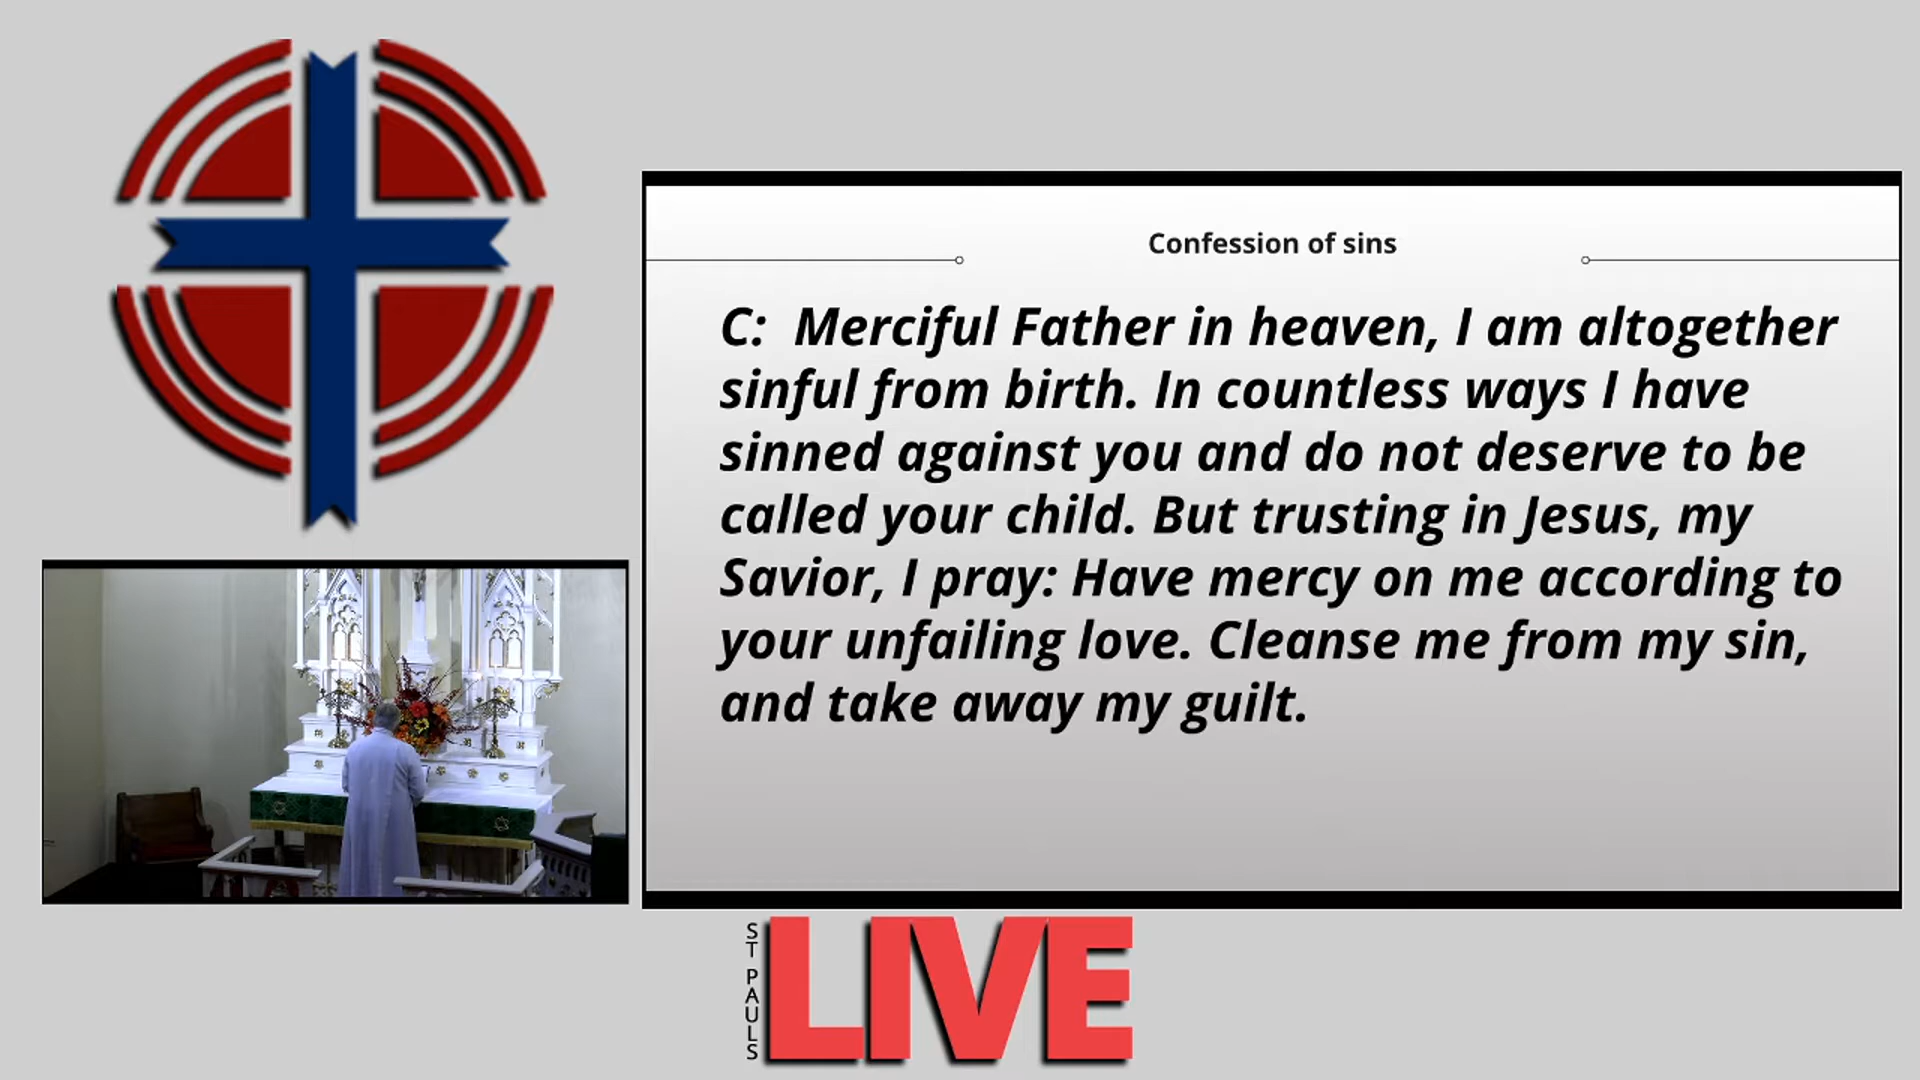 Confession of sins
C: Merciful Father in heaven, I am altogether
sinful from birth. In countless ways I have
sinned against you and do not deserve to be
called your child. But trusting in Jesus, my
Savior, I pray: Have mercy on me according to
your unfailing love. Cleanse me from my sin,
and take away my guilt.
ST PAULS
LIVE